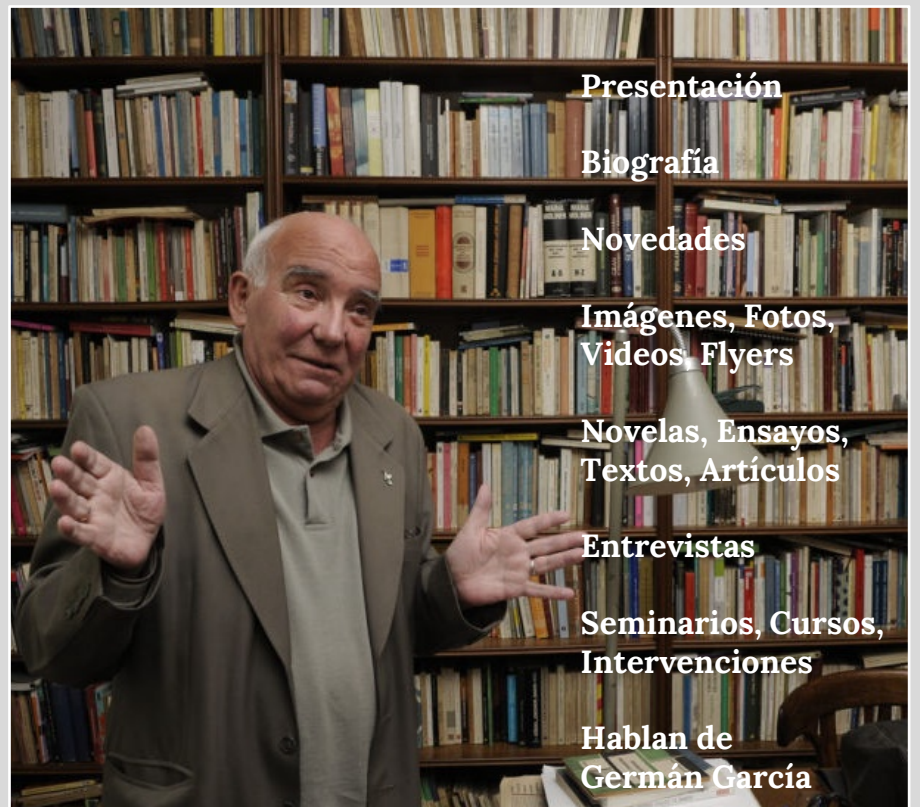 Presentación
Biografía
Novedades
Imágenes, Fotos,
Videos, Flyers
Novelas, Ensayos,
Textos, Artículos
Entrevistas
Seminarios, Cursos,
Intervenciones
Hablan de
Germán García